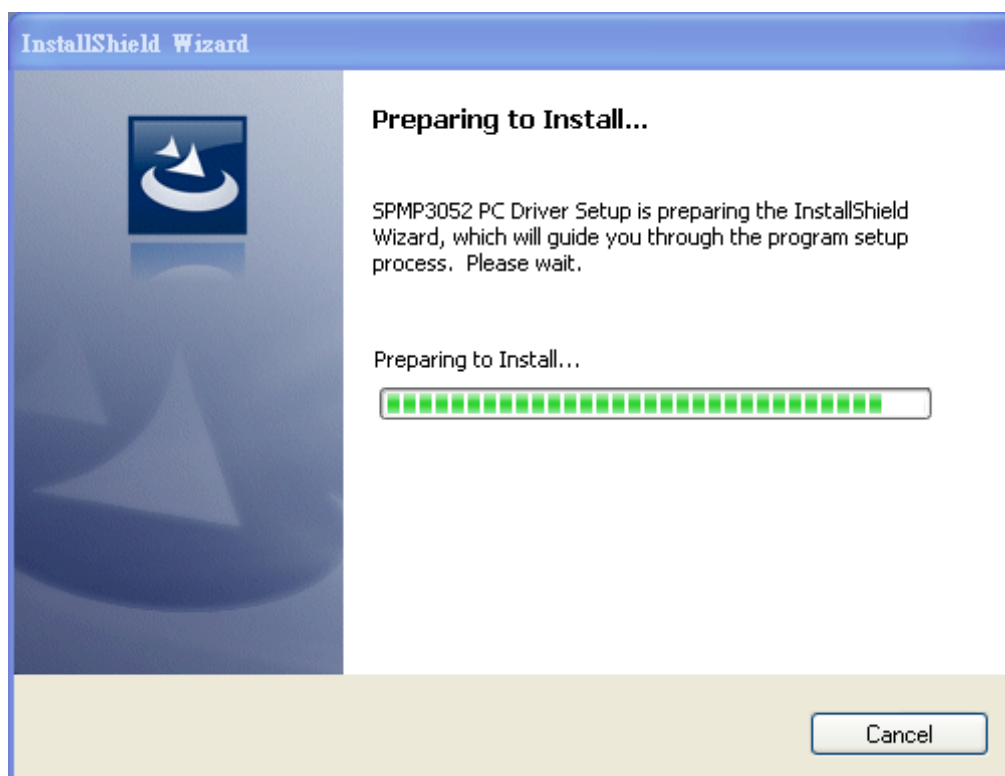 InstallShield Wizard
Preparing to Install...
SPMP3052 PC Driver Setup is preparing the InstallShield
Wizard, which will guide you through the program setup
process.  Please wait.
Preparing to Install...
Cancel